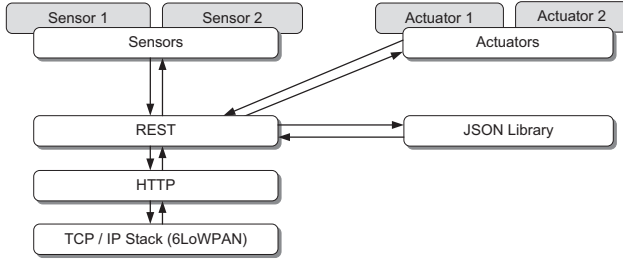 Sensor 1
Sensor 2
Actuator 1
Actuator 2
Sensors
Actuators
REST
JSON Library
HTTP
TCP / IP Stack (6LoWPAN)